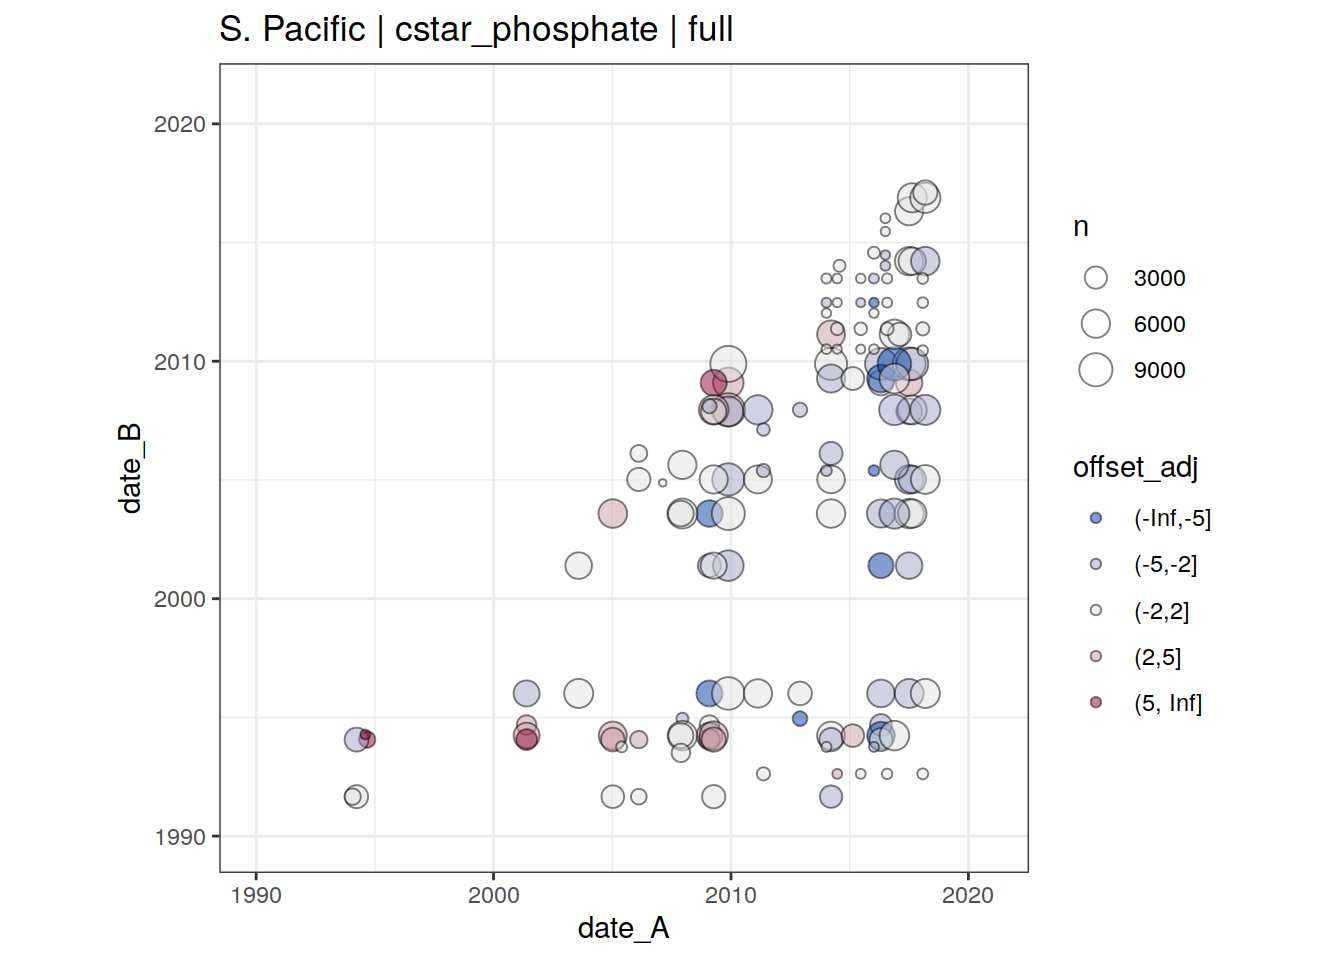 S. Pacific | cstar_phosphate | full
date_B
2020
2010
2000
1990
1990 2000 2010 2020
date_A
n
3000
6000
9000
offset_adj
(-Inf,-5]
(-5,-2]
(-2,2]
(2,5]
(5, Inf]